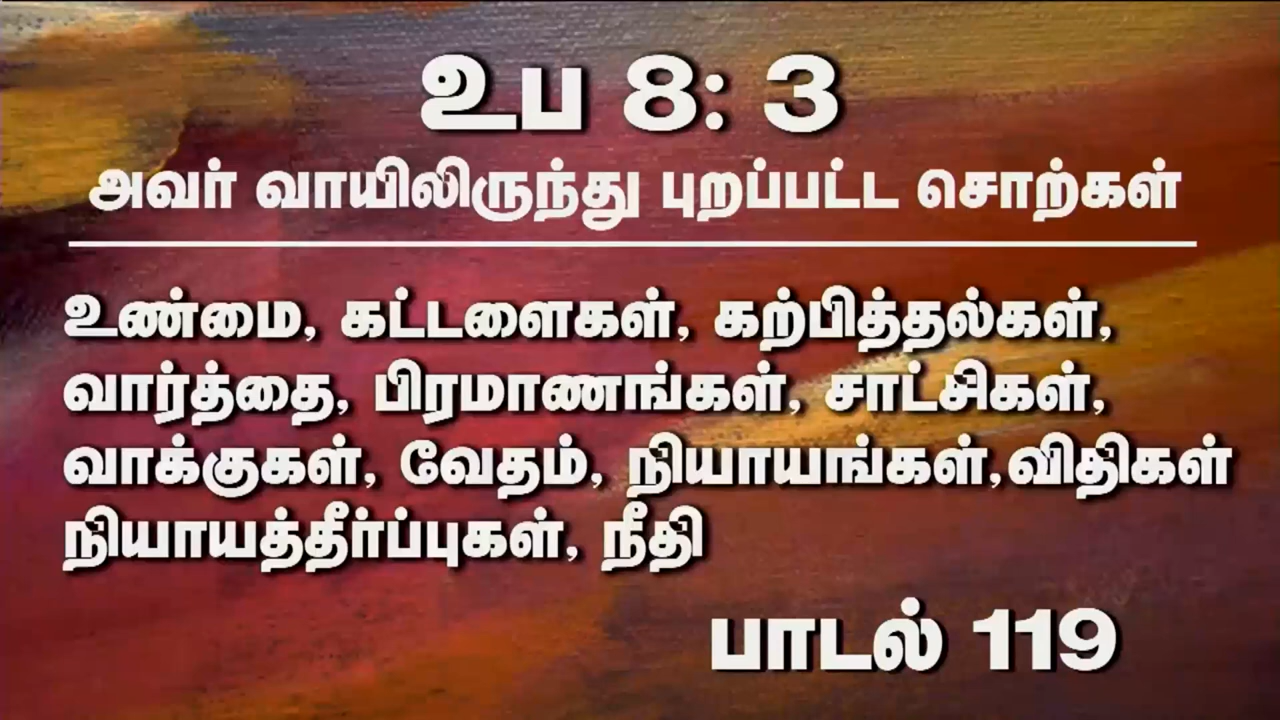 உப 8: 3
அவர் வாயிலிருந்து புறப்பட்ட சொற்கள்
உண்மை, கட்டளைகள், கற்பித்தல்கள்,
வார்த்தை, பிரமாணங்கள், சாட்சிகள்,
வாக்குகள், வேதம், நியாயங்கள்,விதிகள்
நியாயத்தீர்ப்புகள், நீதி
பாடல் 119